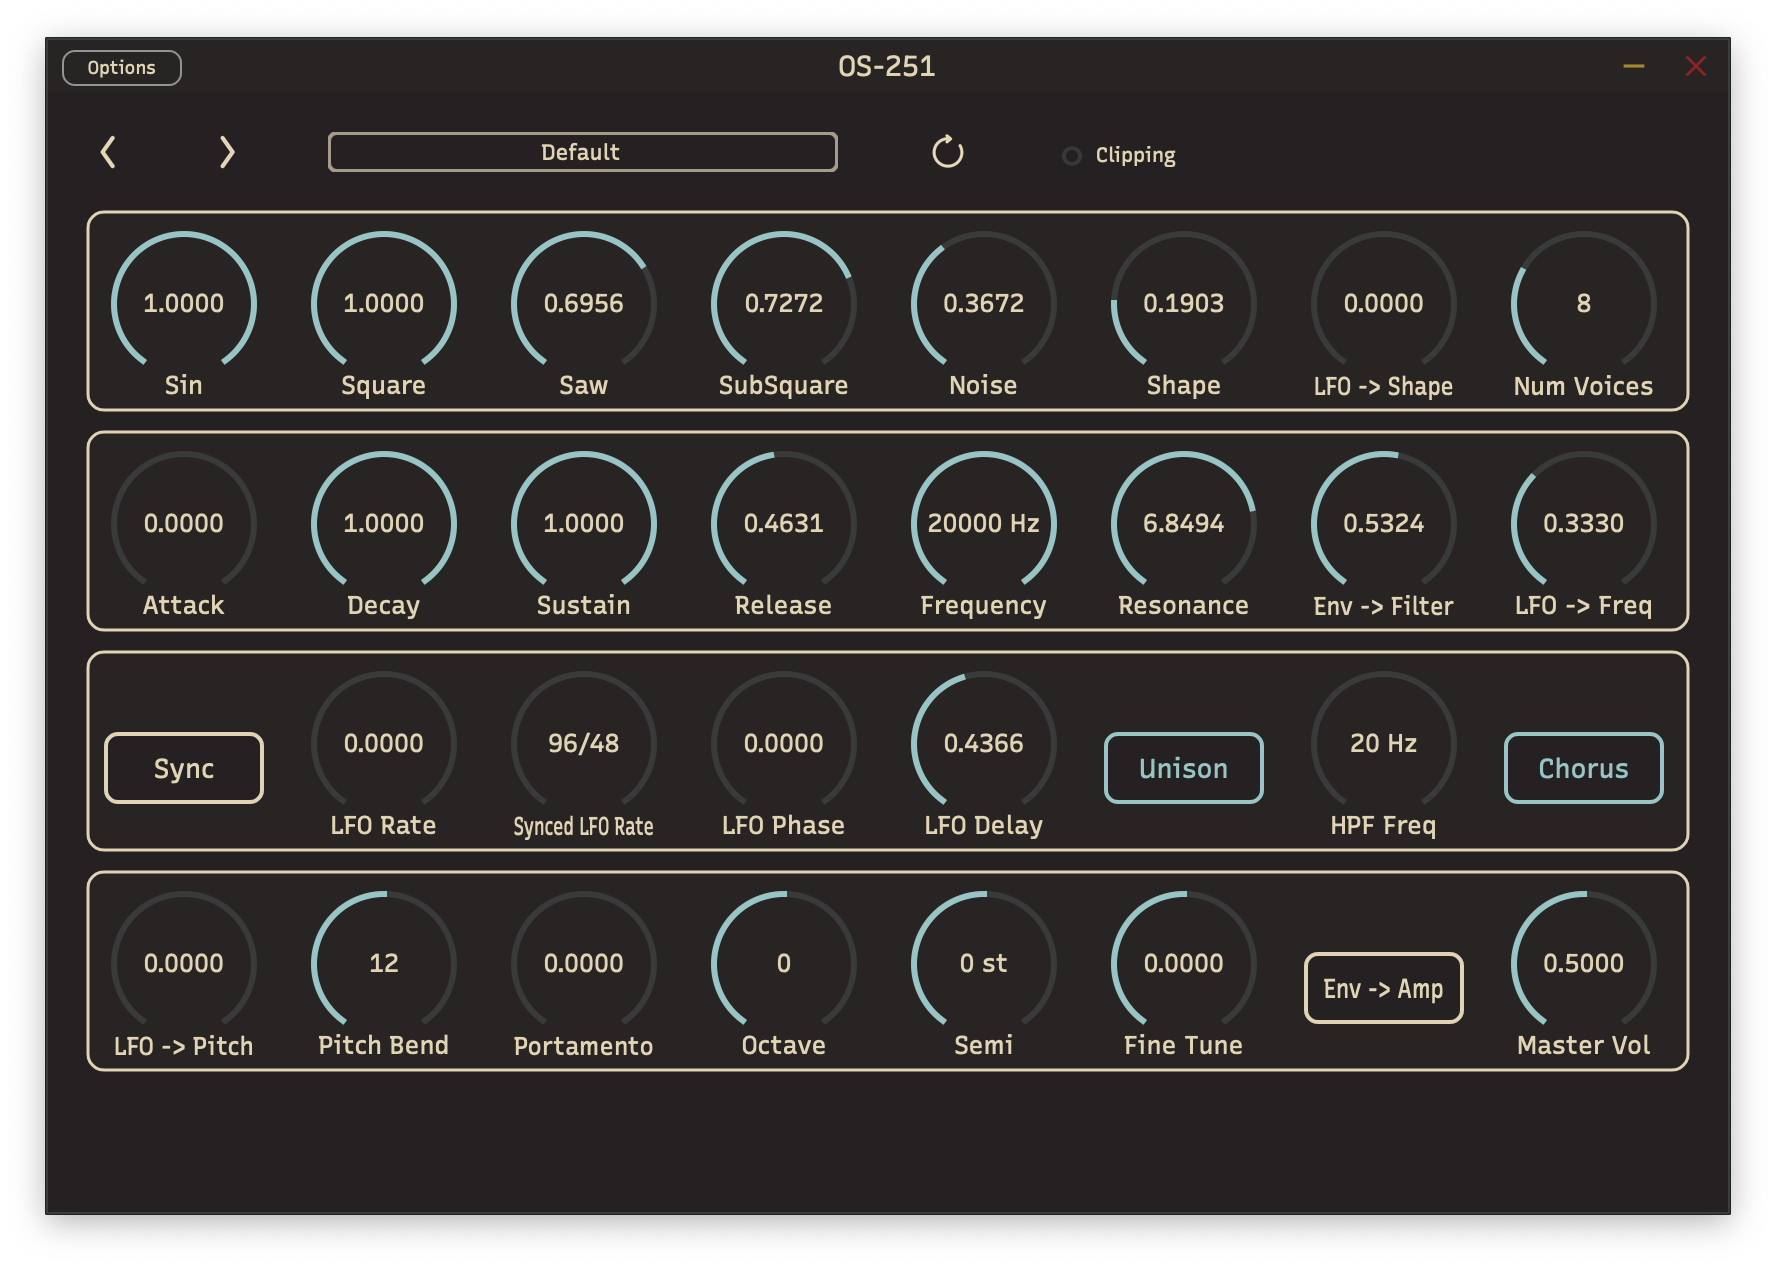 Options
OS-251
Default
Clipping
1.0000 1.0000 0.6956 0.7272 0.3672 0.1903 0.0000 8
Sin Square Saw SubSquare Noise Shape LFO -> Shape Num Voices
0.0000 1.0000 1.0000 0.4631 20000 Hz 6.8494 0.5324 0.3330
Attack Decay Sustain Release Frequency Resonance Env -> Filter LFO -> Freq
0.0000 96/48 0.0000 0.4366 20 Hz
Sync Unison Chorus
LFO Rate Synced LFO Rate LFO Phase LFO Delay HPF Freq
0.0000 12 0.0000 0 0 st 0.0000 0.5000
Env -> Amp
LFO -> Pitch Pitch Bend Portamento Octave Semi Fine Tune Master Vol